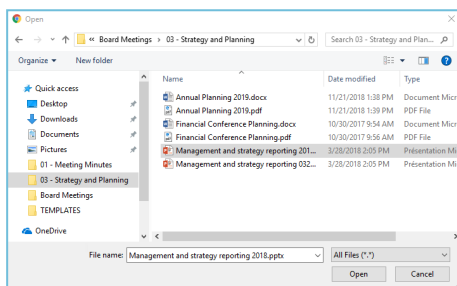 Open
« Board Meetings › 03 - Strategy and Planning
Search 03 - Strategy and Plan...
Organize
New folder
Name
Date modified
Type
Quick access
Desktop
Downloads
Documents
Pictures
01 - Meeting Minutes
03 - Strategy and Planning
Board Meetings
TEMPLATES
OneDrive
Annual Planning 2019.docx 11/21/2018 1:38 PM Document Micr
Annual Planning 2019.pdf 11/21/2018 1:39 PM PDF File
Financial Conference Planning.docx 10/30/2017 9:54 AM Document Micr
Financial Conference Planning.pdf 10/30/2017 9:56 AM PDF File
Management and strategy reporting 201... 3/28/2018 2:05 PM Présentation Mi
Management and strategy reporting 032... 3/28/2018 2:05 PM Présentation Mi
File name: Management and strategy reporting 2018.pptx
All Files (*.*)
Open
Cancel